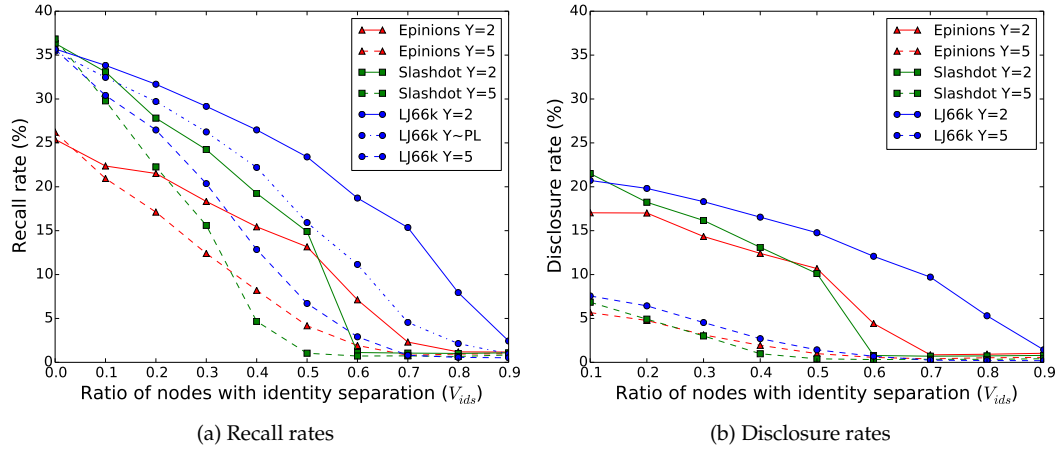 40
35
30
25
20
15
10
5
0
Recall rate (%)
0.0 0.1 0.2 0.3 0.4 0.5 0.6 0.7 0.8 0.9
Ratio of nodes with identity separation (V_ids)
Epinions Y=2
Epinions Y=5
Slashdot Y=2
Slashdot Y=5
LJ66k Y=2
LJ66k Y~PL
LJ66k Y=5
(a) Recall rates
40
35
30
25
20
15
10
5
0
Disclosure rate (%)
0.1 0.2 0.3 0.4 0.5 0.6 0.7 0.8 0.9
Ratio of nodes with identity separation (V_ids)
Epinions Y=2
Epinions Y=5
Slashdot Y=2
Slashdot Y=5
LJ66k Y=2
LJ66k Y=5
(b) Disclosure rates